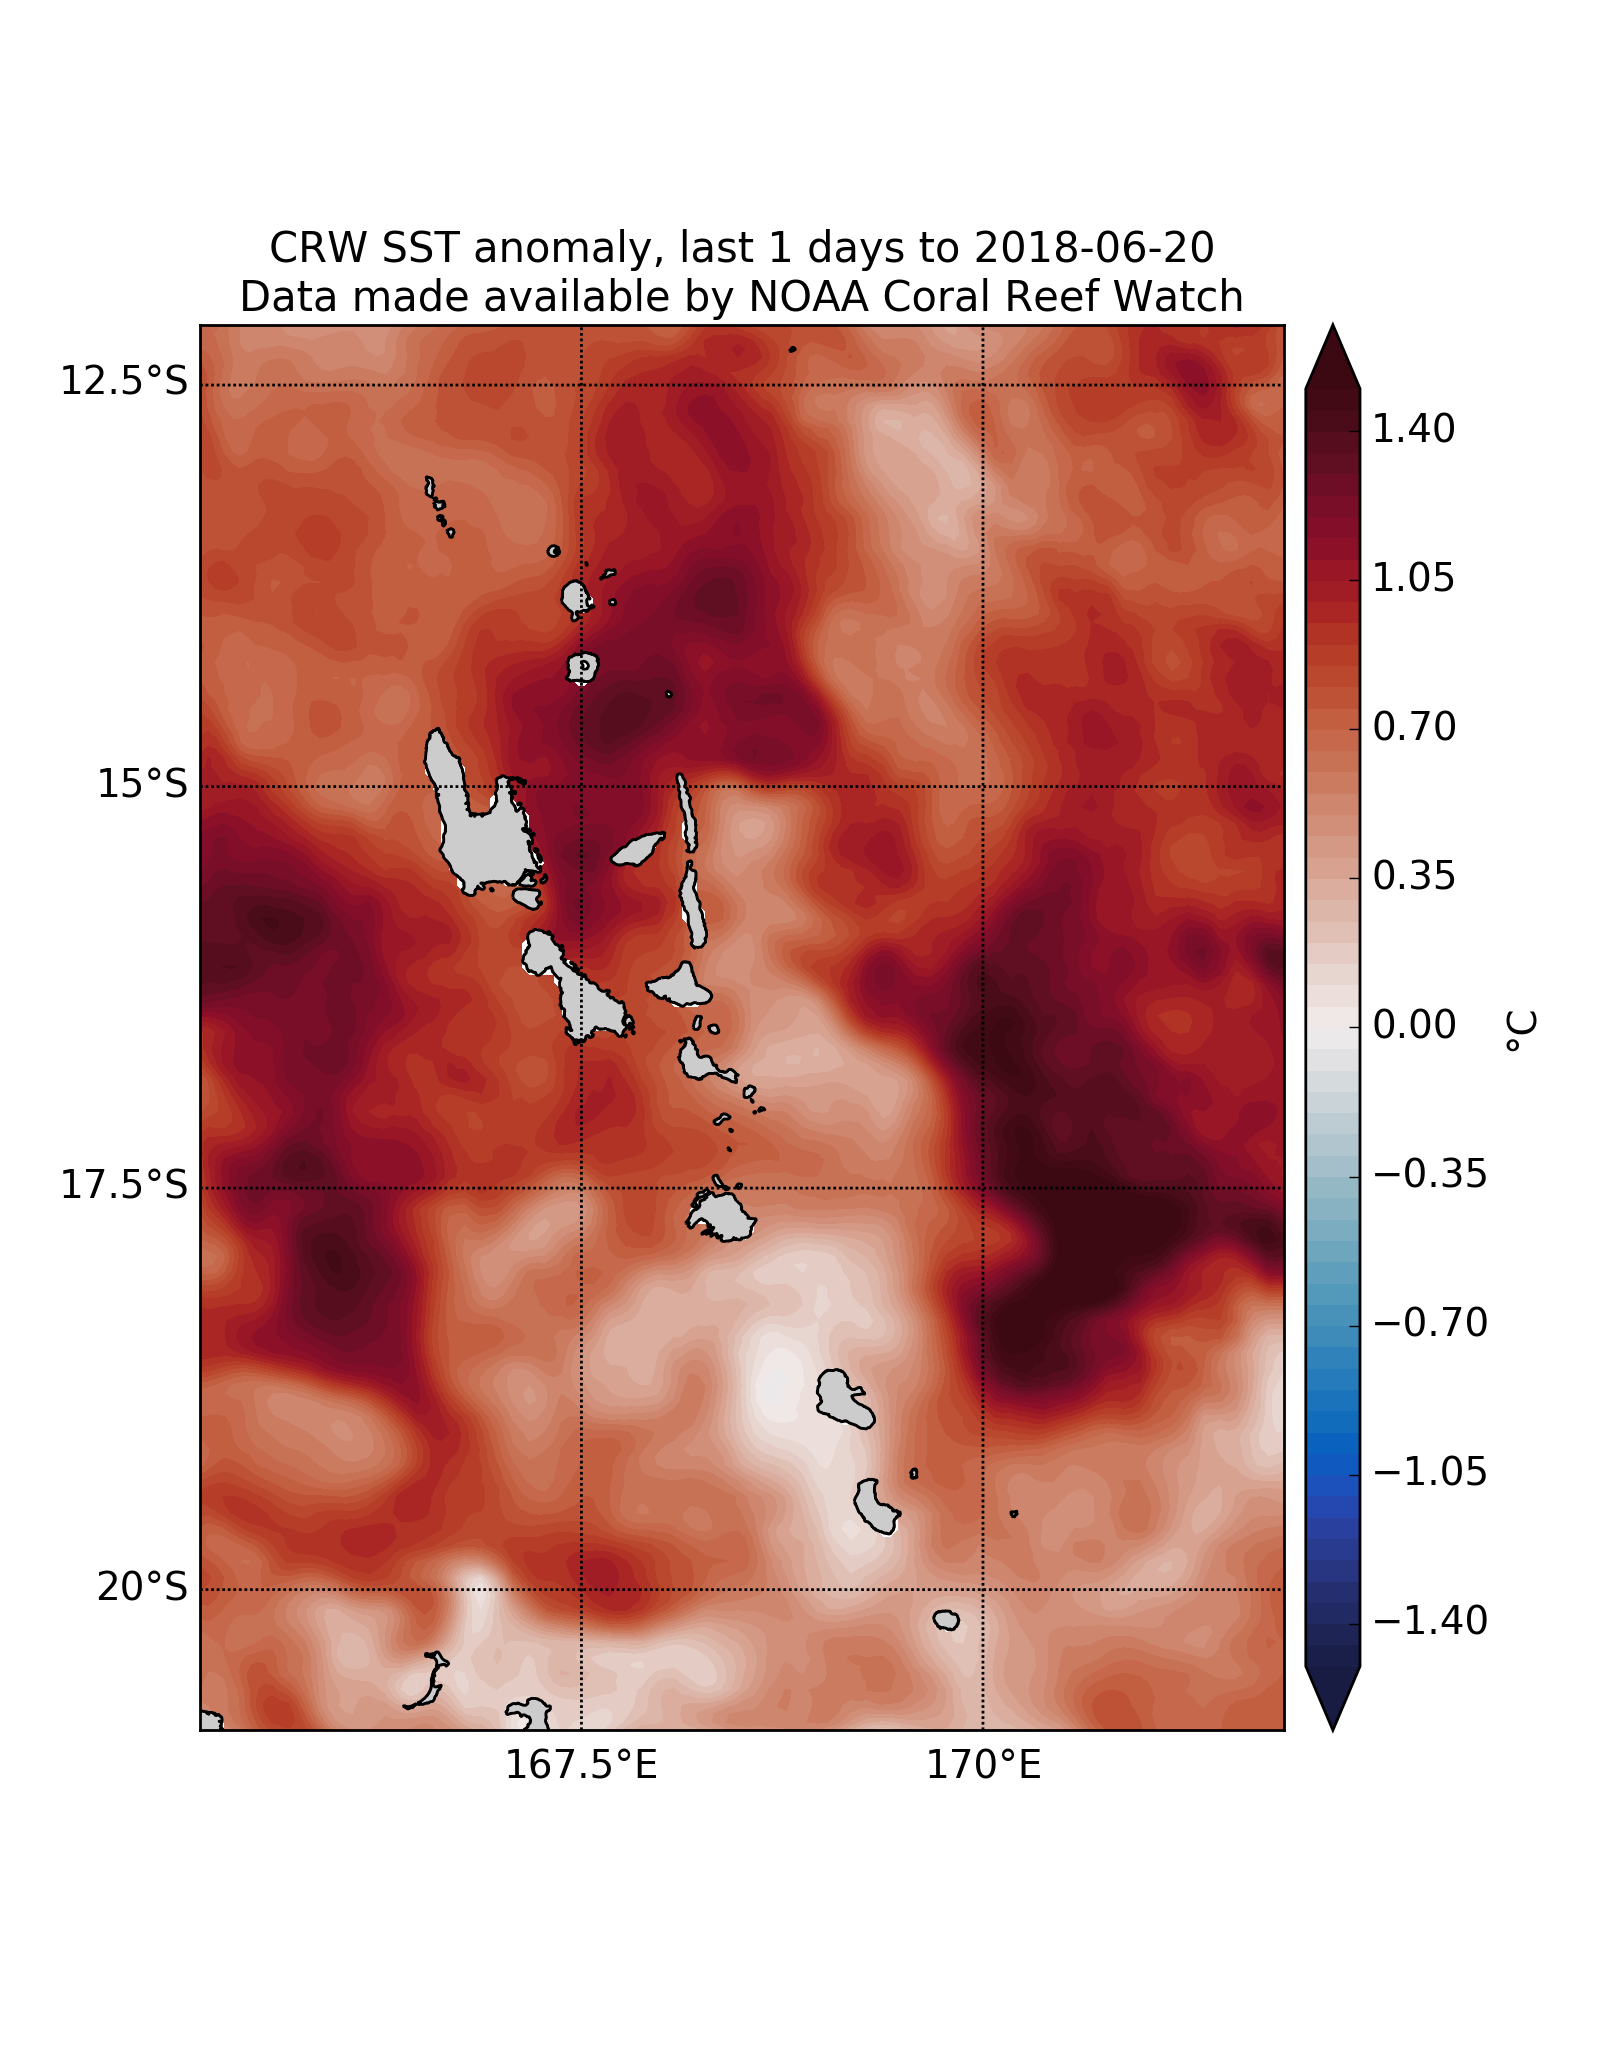 CRW SST anomaly, last 1 days to 2018-06-20
Data made available by NOAA Coral Reef Watch
12.5°S
15°S
17.5°S
20°S
167.5°E
170°E
1.40
1.05
0.70
0.35
0.00
−0.35
−0.70
−1.05
−1.40
°C